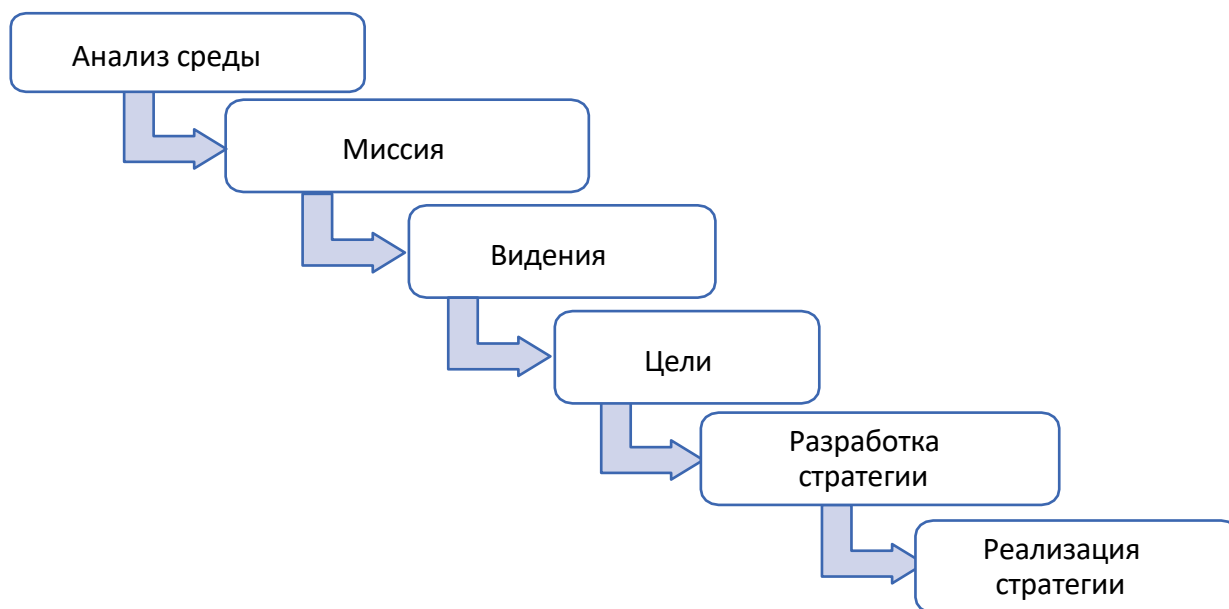 Анализ среды
Миссия
Видения
Цели
Разработка
стратегии
Реализация
стратегии